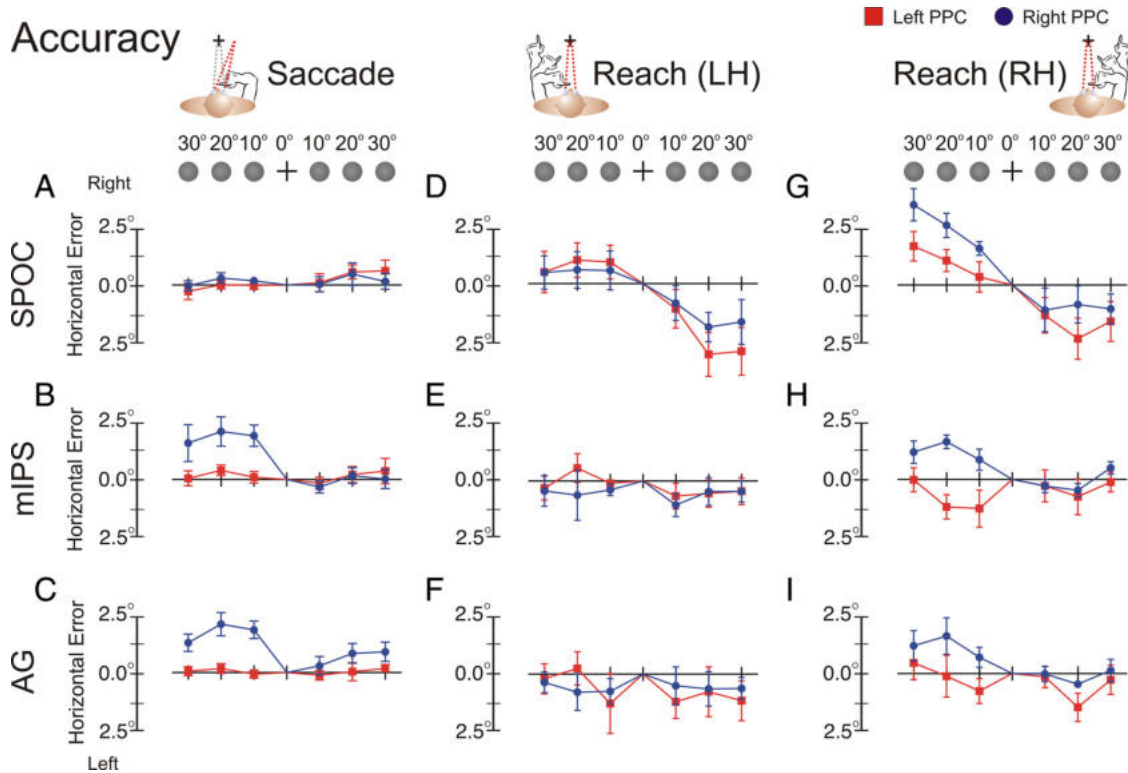 Accuracy
Left PPC Right PPC
Saccade Reach (LH) Reach (RH)
30° 20° 10° 0° 10° 20° 30° 30° 20° 10° 0° 10° 20° 30° 30° 20° 10° 0° 10° 20° 30°
A Right D G
SPOC
Horizontal Error
2.5° 2.5° 2.5°
0.0° 0.0° 0.0°
2.5° 2.5° 2.5°
B E H
mIPS
Horizontal Error
2.5° 2.5° 2.5°
0.0° 0.0° 0.0°
2.5° 2.5° 2.5°
C F I
AG
Horizontal Error
2.5° 2.5° 2.5°
0.0° 0.0° 0.0°
2.5° 2.5° 2.5°
Left